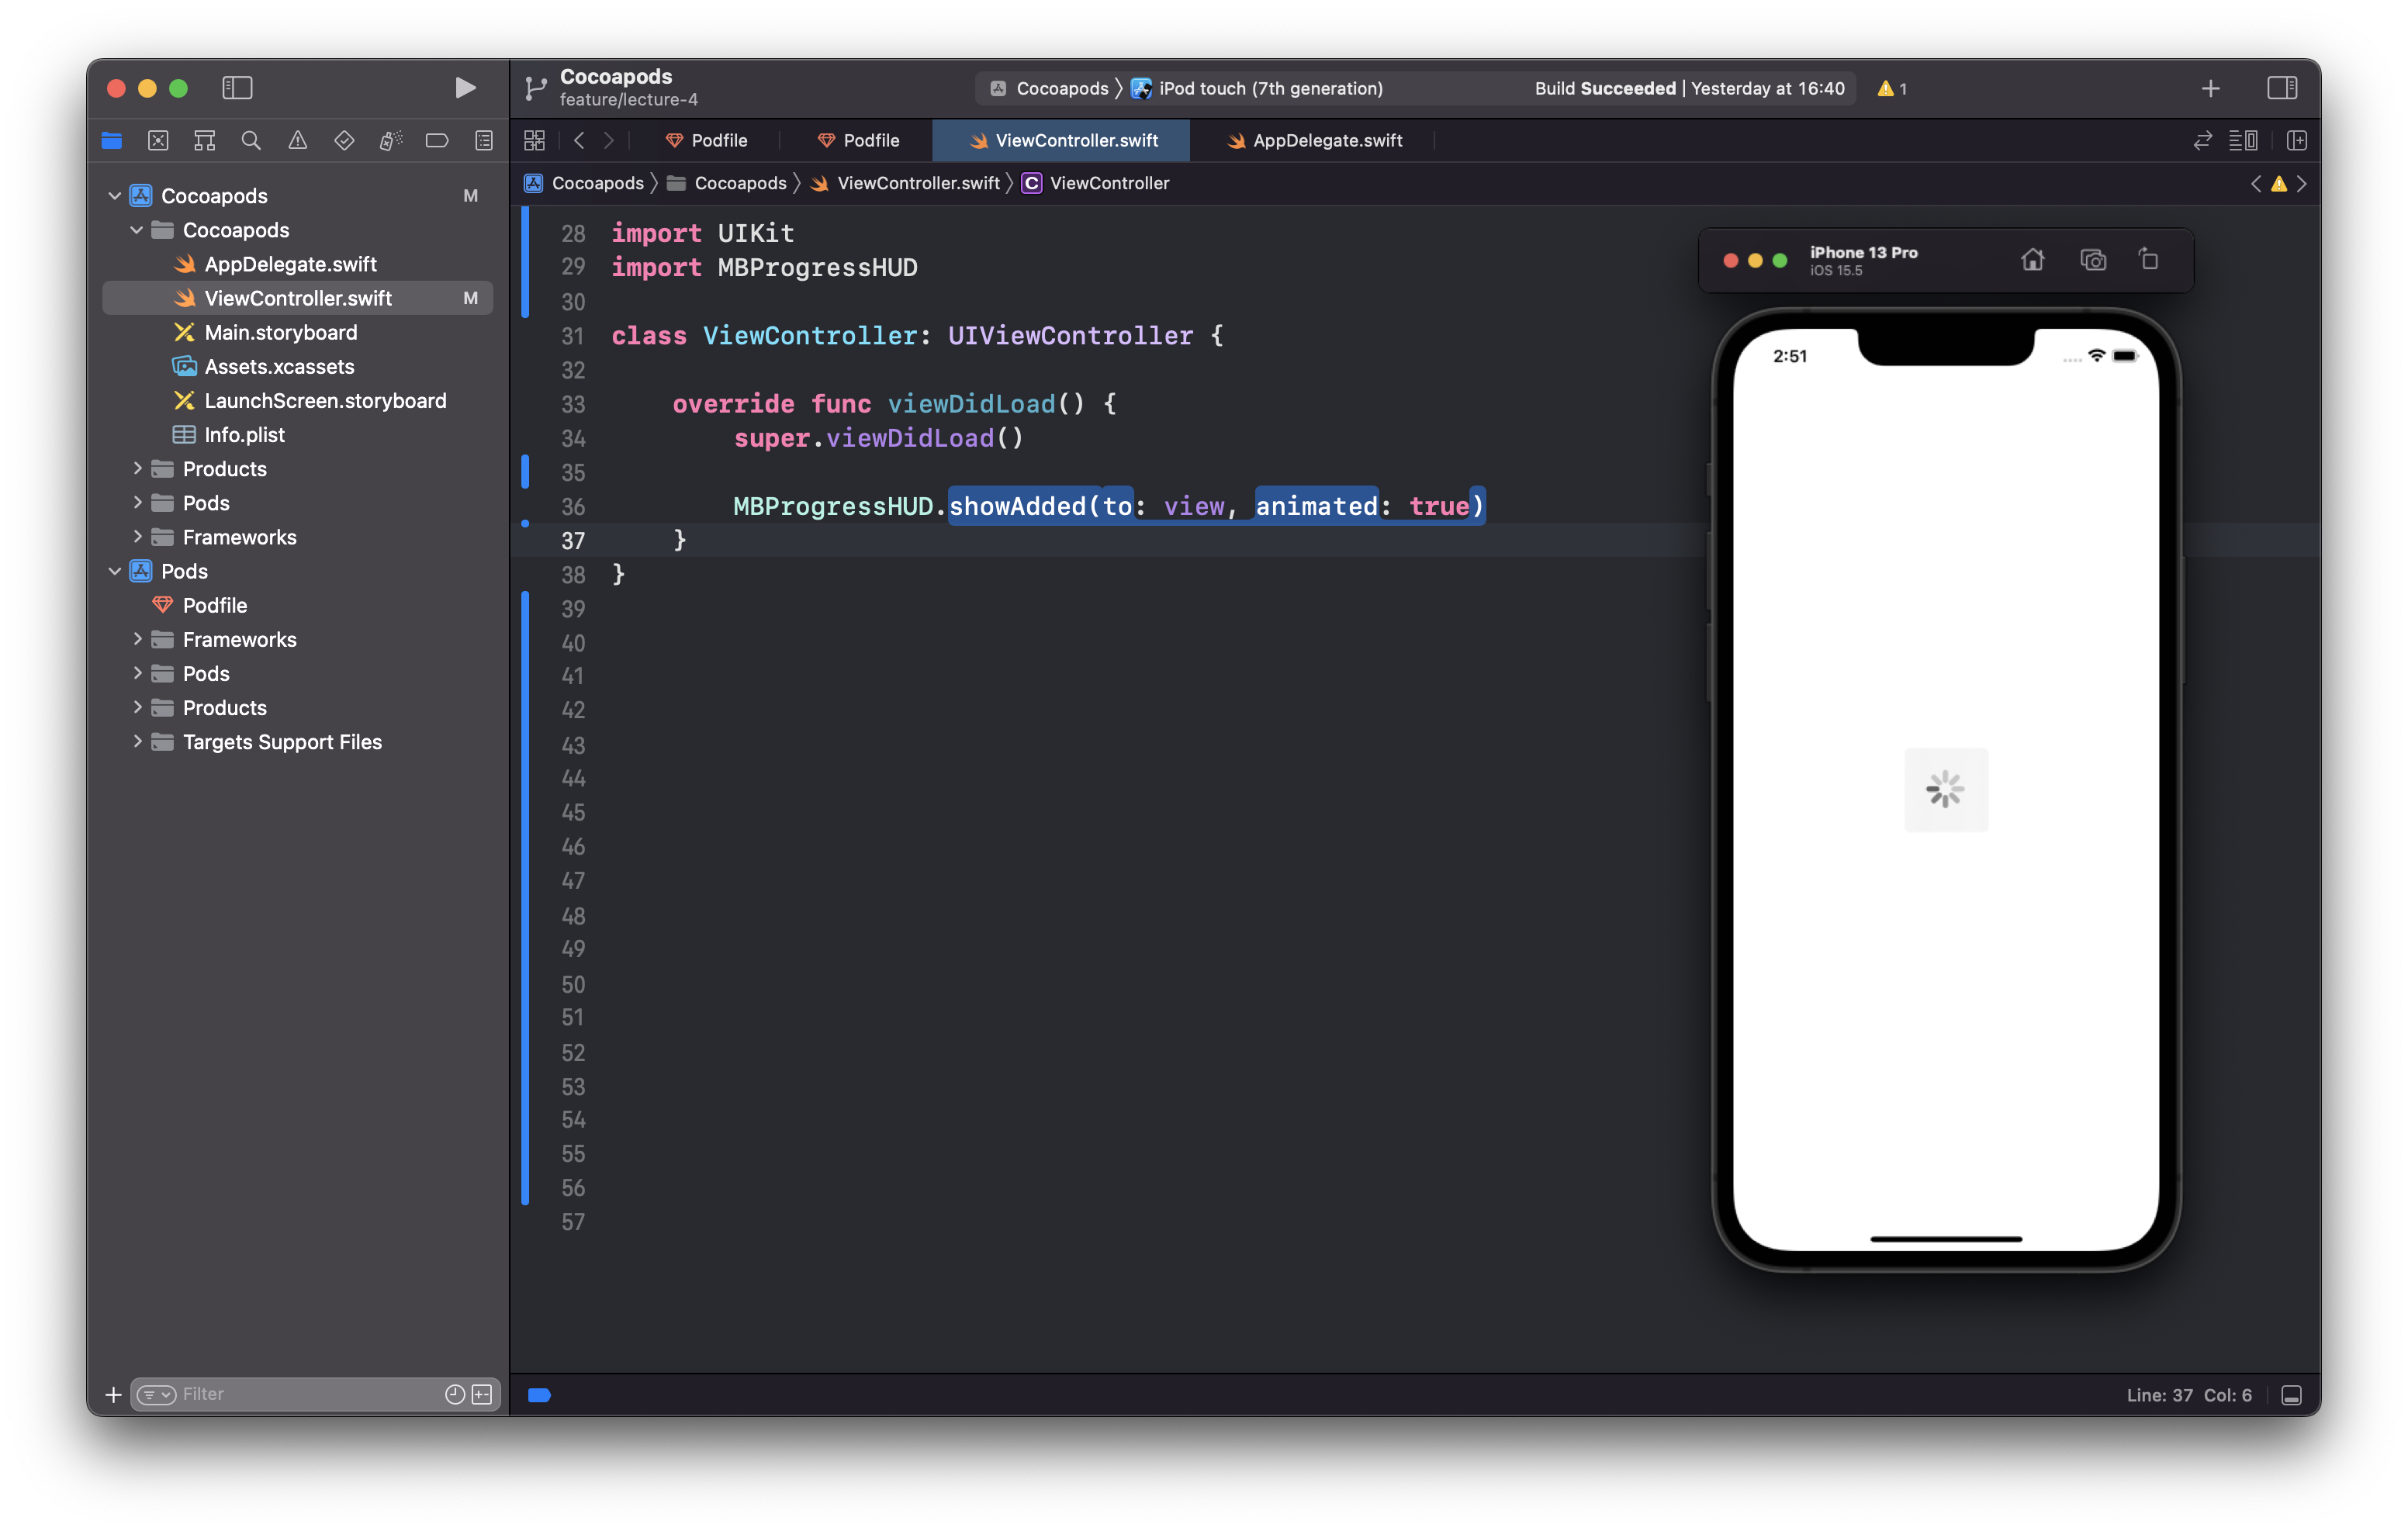 Cocoapods
feature/lecture-4
Cocoapods
iPod touch (7th generation)
Build Succeeded | Yesterday at 16:40
1
Podfile
Podfile
ViewController.swift
AppDelegate.swift
Cocoapods
Cocoapods
ViewController.swift
C ViewController
Cocoapods M
Cocoapods
AppDelegate.swift
ViewController.swift M
Main.storyboard
Assets.xcassets
LaunchScreen.storyboard
Info.plist
Products
Pods
Frameworks
Pods
Podfile
Frameworks
Pods
Products
Targets Support Files
Filter
28 import UIKit
29 import MBProgressHUD
30
31 class ViewController: UIViewController {
32
33 override func viewDidLoad() {
34 super.viewDidLoad()
35
36 MBProgressHUD.showAdded(to: view, animated: true)
37 }
38 }
39
40
41
42
43
44
45
46
47
48
49
50
51
52
53
54
55
56
57
iPhone 13 Pro
iOS 15.5
2:51
Line: 37 Col: 6